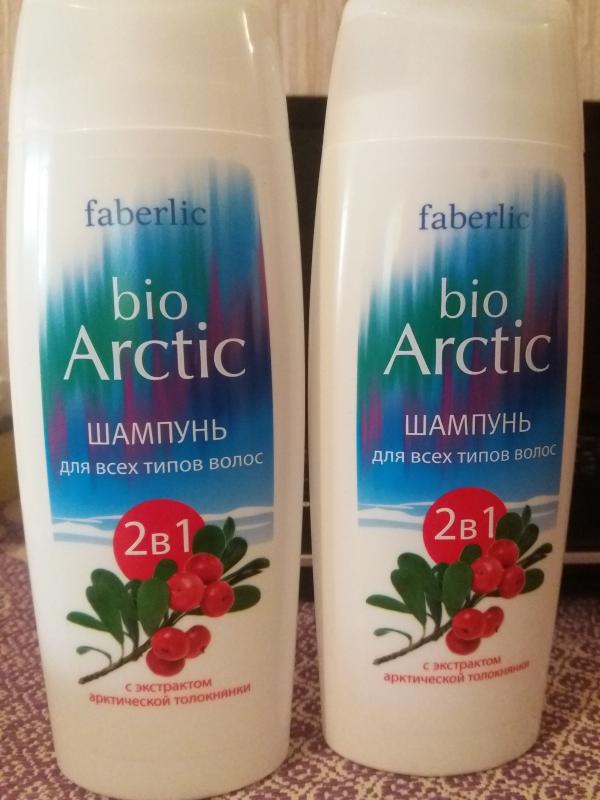 faberlic
bio
Arctic
ШАМПУНЬ
для всех типов волос
2в1
с экстрактом
арктической толокнянки
faberlic
bio
Arctic
ШАМПУНЬ
для всех типов волос
2в1
с экстрактом
арктической толокнянки